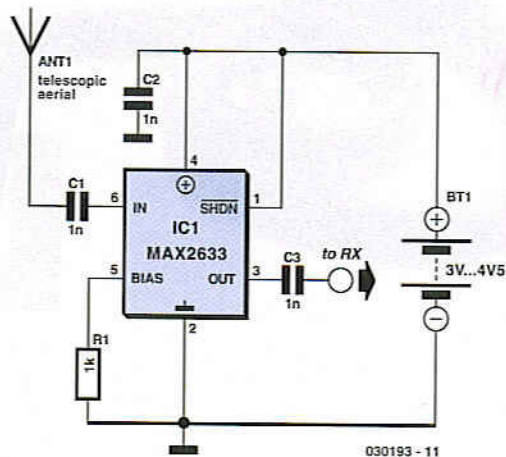 ANT1
telescopic
aerial
C2
1n
4
C1
1n
6
IN
SHDN
1
IC1
MAX2633
5
BIAS
OUT
3
C3
1n
to RX
BT1
3V...4V5
R1
1k
2
030193 - 11